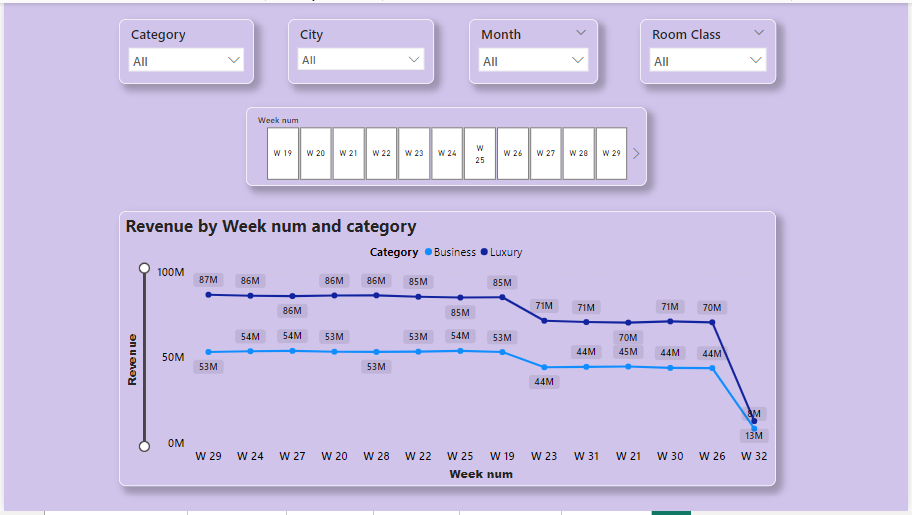 Category
City
Month
Room Class
All
All
All
All
Week num
W 19 W 20 W 21 W 22 W 23 W 24 W 25 W 26 W 27 W 28 W 29
Revenue by Week num and category
Category Business Luxury
100M
50M
0M
Revenue
87M 86M 86M 86M 86M 85M 85M 85M 71M 71M 70M 71M 70M 13M
53M 54M 54M 53M 53M 53M 54M 53M 44M 44M 45M 44M 44M 8M
W 29 W 24 W 27 W 20 W 28 W 22 W 25 W 19 W 23 W 31 W 21 W 30 W 26 W 32
Week num